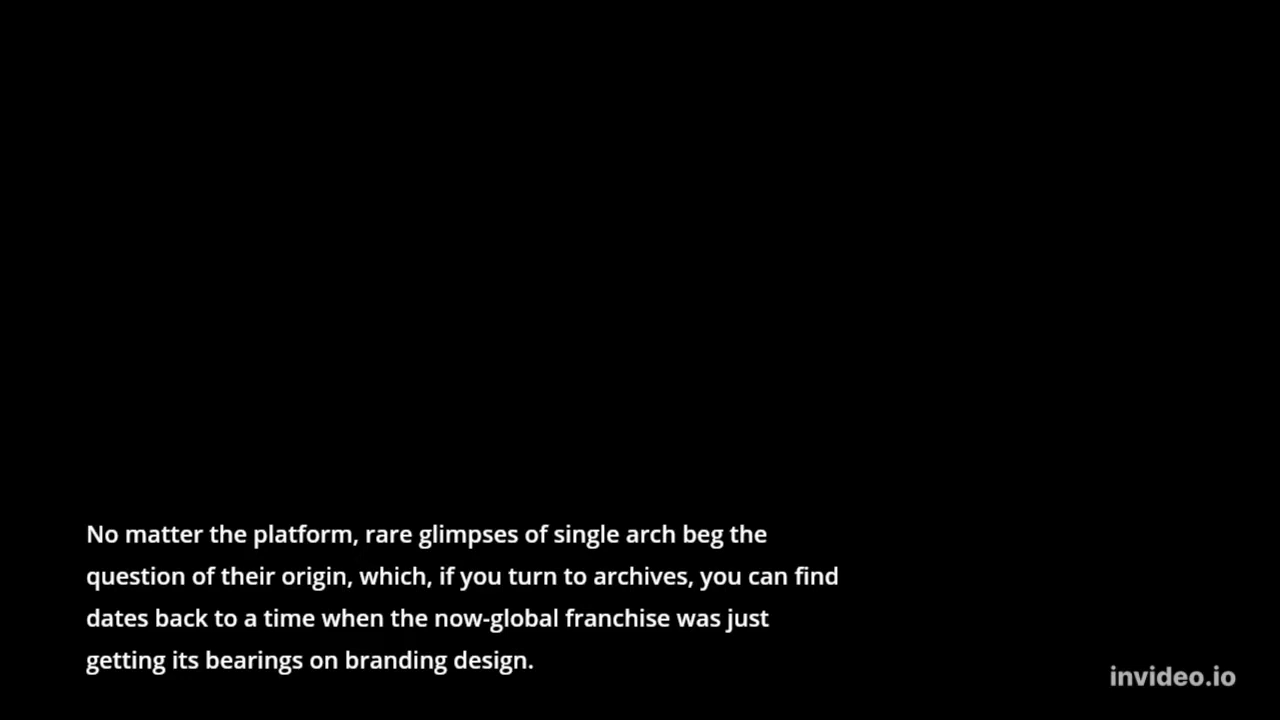 No matter the platform, rare glimpses of single arch beg the
question of their origin, which, if you turn to archives, you can find
dates back to a time when the now-global franchise was just
getting its bearings on branding design.
invideo.io